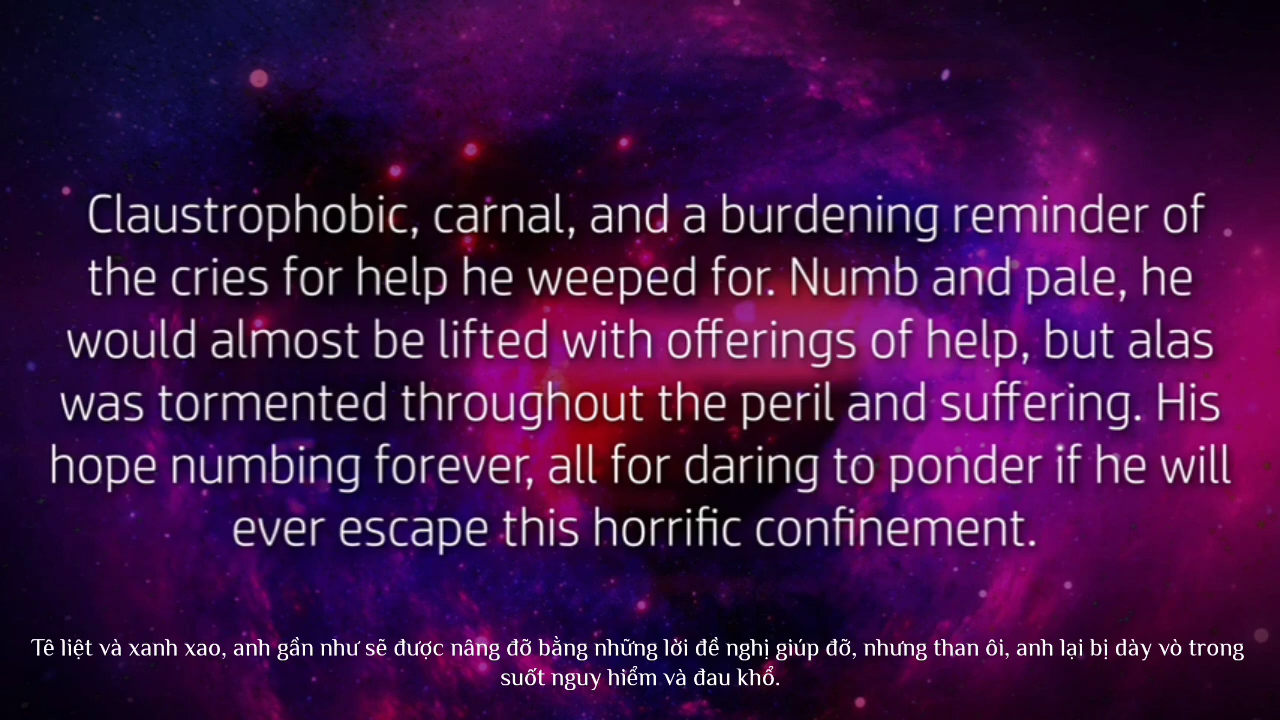 Claustrophobic, carnal, and a burdening reminder of
the cries for help he weeped for. Numb and pale, he
would almost be lifted with offerings of help, but alas
was tormented throughout the peril and suffering. His
hope numbing forever, all for daring to ponder if he will
ever escape this horrific confinement.
Tê liệt và xanh xao, anh gần như sẽ được nâng đỡ bằng những lời đề nghị giúp đỡ, nhưng than ôi, anh lại bị dày vò trong
suốt nguy hiểm và đau khổ.